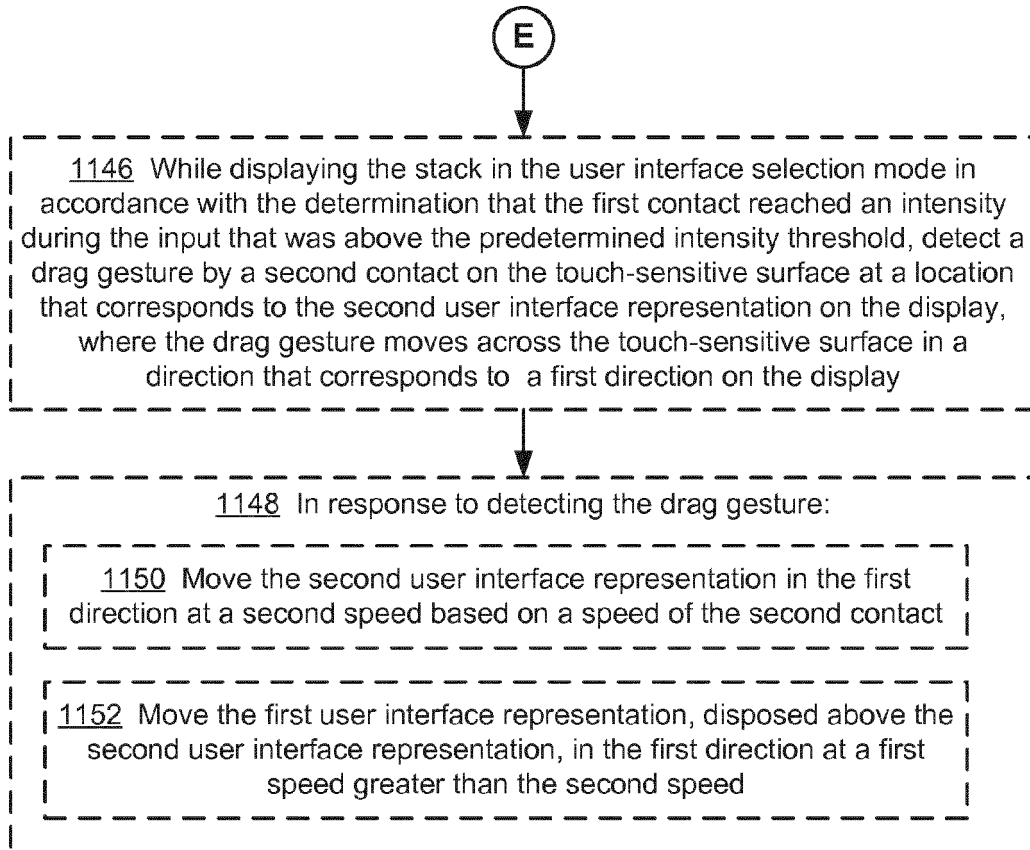 E
1146 While displaying the stack in the user interface selection mode in
accordance with the determination that the first contact reached an intensity
during the input that was above the predetermined intensity threshold, detect a
drag gesture by a second contact on the touch-sensitive surface at a location
that corresponds to the second user interface representation on the display,
where the drag gesture moves across the touch-sensitive surface in a
direction that corresponds to a first direction on the display
1148 In response to detecting the drag gesture:
1150 Move the second user interface representation in the first
direction at a second speed based on a speed of the second contact
1152 Move the first user interface representation, disposed above the
second user interface representation, in the first direction at a first
speed greater than the second speed